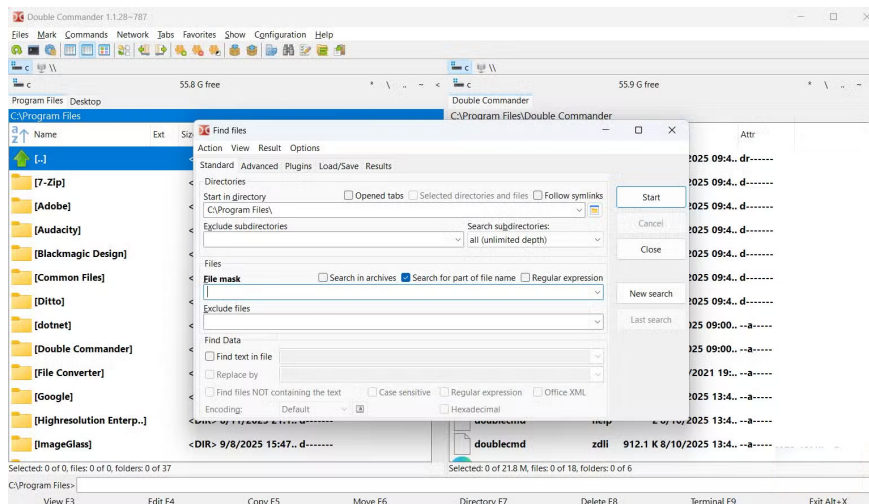 Double Commander 1.1.28~787
Files Mark Commands Network Tabs Favorites Show Configuration Help
c \\ c \\
c 55.8 G free * \ .. ~ < c 55.9 G free * \ .. ~
Program Files Desktop Double Commander
C:\Program Files C:\Program Files\Double Commander
Name Ext Attr
[..]
[7-Zip]
[Adobe]
[Audacity]
[Blackmagic Design]
[Common Files]
[Ditto]
[dotnet]
[Double Commander]
[File Converter]
[Google]
[Highresolution Enterp..]
[ImageGlass] <DIR> 9/8/2025 15:47.. d-------
Find files
Action View Result Options
Standard Advanced Plugins Load/Save Results
Directories
Start in directory Opened tabs Selected directories and files Follow symlinks
C:\Program Files\
Exclude subdirectories Search subdirectories:
all (unlimited depth)
Files
File mask Search in archives Search for part of file name Regular expression
Exclude files
Find Data
Find text in file
Replace by
Find files NOT containing the text Case sensitive Regular expression Office XML
Encoding: Default Hexadecimal
Start
Cancel
Close
New search
Last search
2025 09:4.. dr------
2025 09:4.. d-------
2025 09:4.. d-------
2025 09:4.. d-------
2025 09:4.. d-------
2025 09:4.. d-------
2025 09:4.. d-------
2025 09:00.. --a-----
2025 09:00.. --a-----
/2021 19:.. --a-----
2025 13:4.. --a-----
doublecmd zdli 912.1 K 8/10/2025 13:4.. --a-----
Selected: 0 of 0, files: 0 of 0, folders: 0 of 37
Selected: 0 of 21.8 M, files: 0 of 18, folders: 0 of 6
C:\Program Files>
View F3 Edit F4 Copy F5 Move F6 Directory F7 Delete F8 Terminal F9 Exit Alt+X